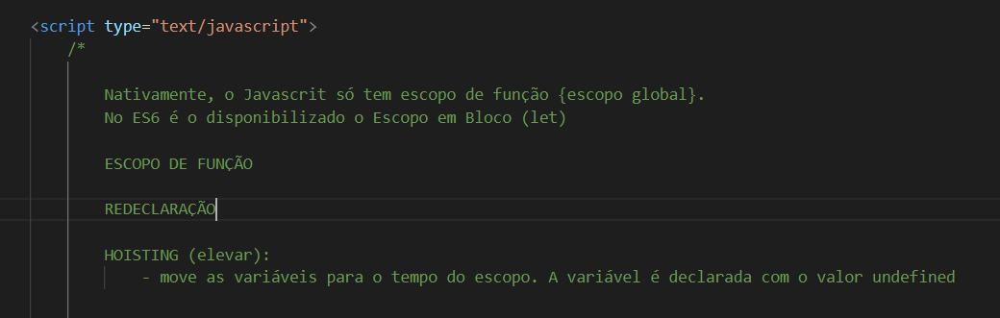 <script type="text/javascript">
/*
Nativamente, o Javascrit só tem escopo de função {escopo global}.
No ES6 é o disponibilizado o Escopo em Bloco (let)
ESCOPO DE FUNÇÃO
REDECLARAÇÃO
HOISTING (elevar):
- move as variáveis para o tempo do escopo. A variável é declarada com o valor undefined